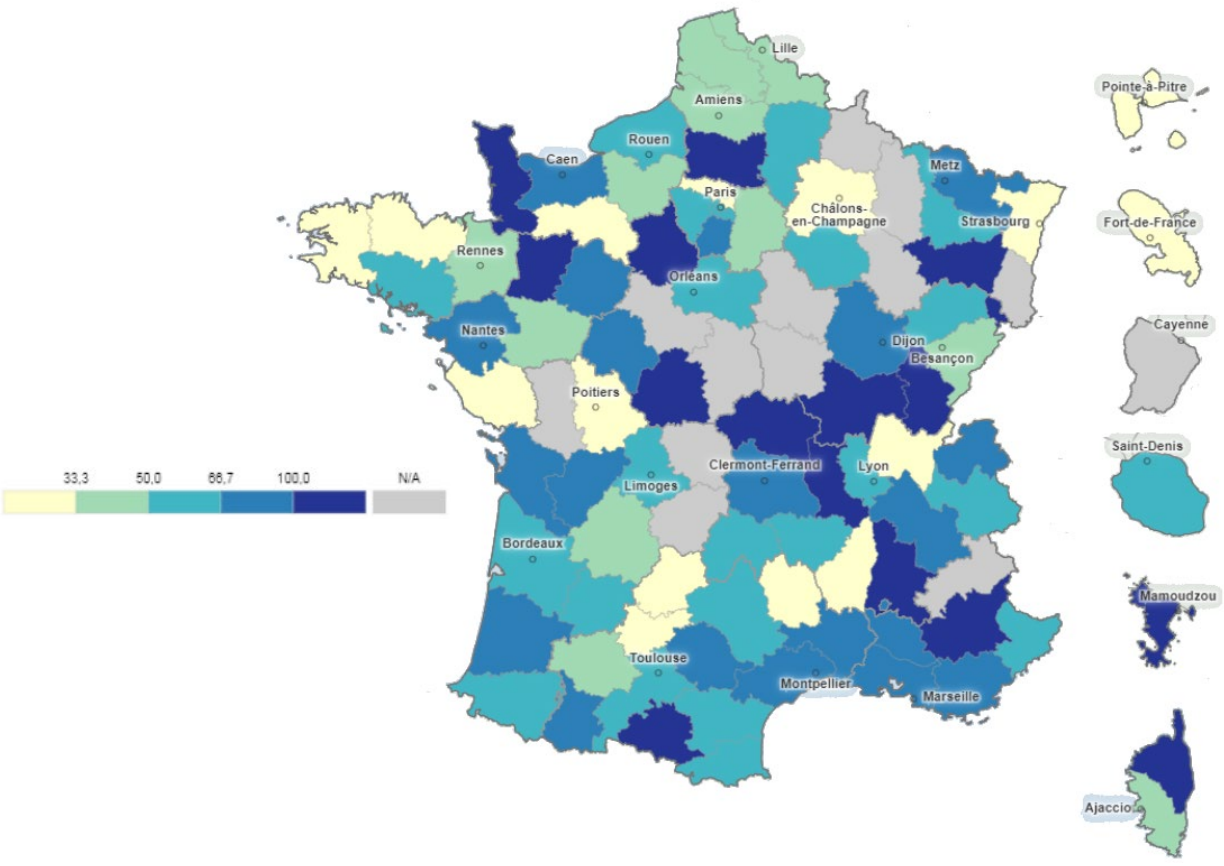 Lille
Pointe-à-Pitre
Amiens
Rouen
Caen
Metz
Paris
Châlons-
en-Champagne
Strasbourg
Fort-de-France
Rennes
Orléans
Cayenne
Nantes
Dijon
Besançon
Poitiers
Saint-Denis
Clermont-Ferrand
Lyon
33,3 50,0 66,7 100,0 N/A
Limoges
Bordeaux
Mamoudzou
Toulouse
Montpellier
Marseille
Ajaccio